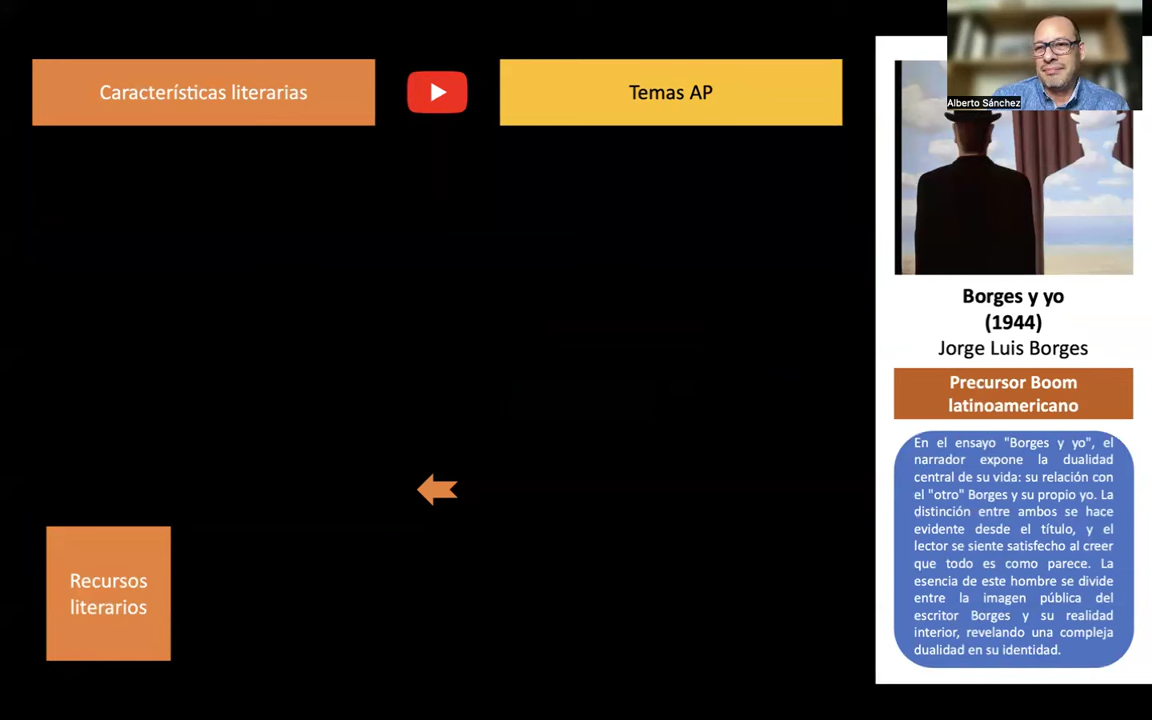 Características literarias
Temas AP
Alberto Sánchez
Borges y yo
(1944)
Jorge Luis Borges
Precursor Boom
latinoamericano
En el ensayo "Borges y yo", el
narrador expone la dualidad
central de su vida: su relación con
el "otro" Borges y su propio yo. La
distinción entre ambos se hace
evidente desde el título, y el
lector se siente satisfecho al creer
que todo es como parece. La
esencia de este hombre se divide
entre la imagen pública del
escritor Borges y su realidad
interior, revelando una compleja
dualidad en su identidad.
Recursos
literarios